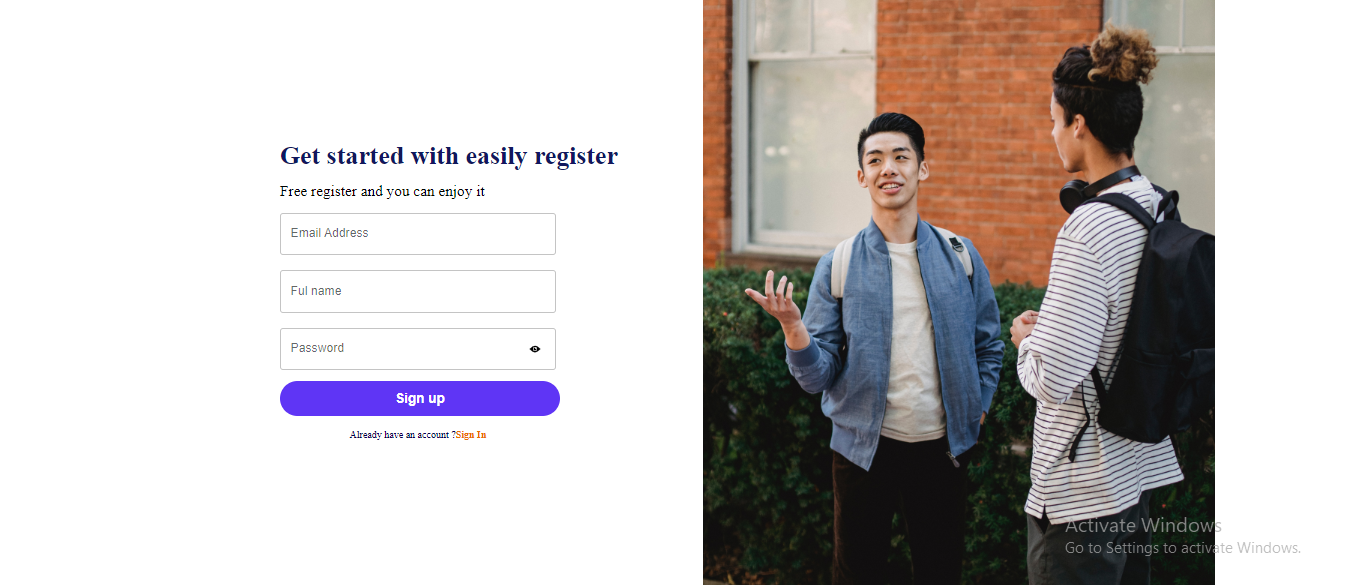 Get started with easily register
Free register and you can enjoy it
Email Address
Ful name
Password
Sign up
Already have an account ?Sign In
Activate Windows
Go to Settings to activate Windows.